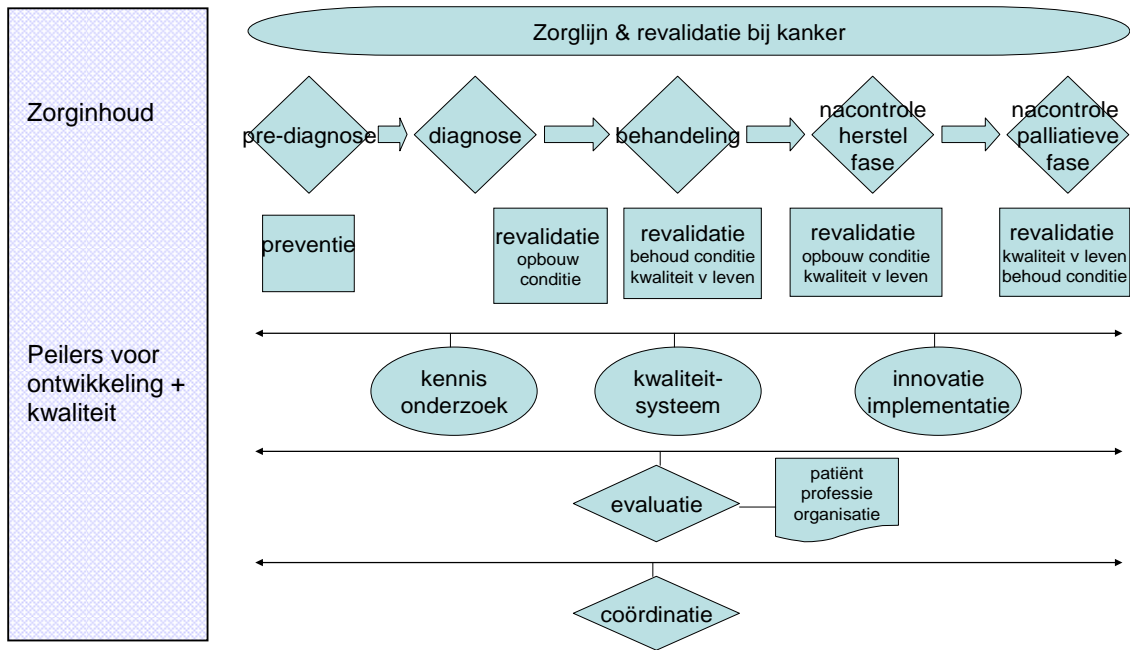 Zorglijn & revalidatie bij kanker
Zorginhoud
pre-diagnose
diagnose
behandeling
nacontrole
herstel
fase
nacontrole
palliatieve
fase
preventie
revalidatie
opbouw
conditie
revalidatie
behoud conditie
kwaliteit v leven
revalidatie
opbouw conditie
kwaliteit v leven
revalidatie
kwaliteit v leven
behoud conditie
Peilers voor
ontwikkeling +
kwaliteit
kennis
onderzoek
kwaliteit-
systeem
innovatie
implementatie
evaluatie
patiënt
professie
organisatie
coördinatie